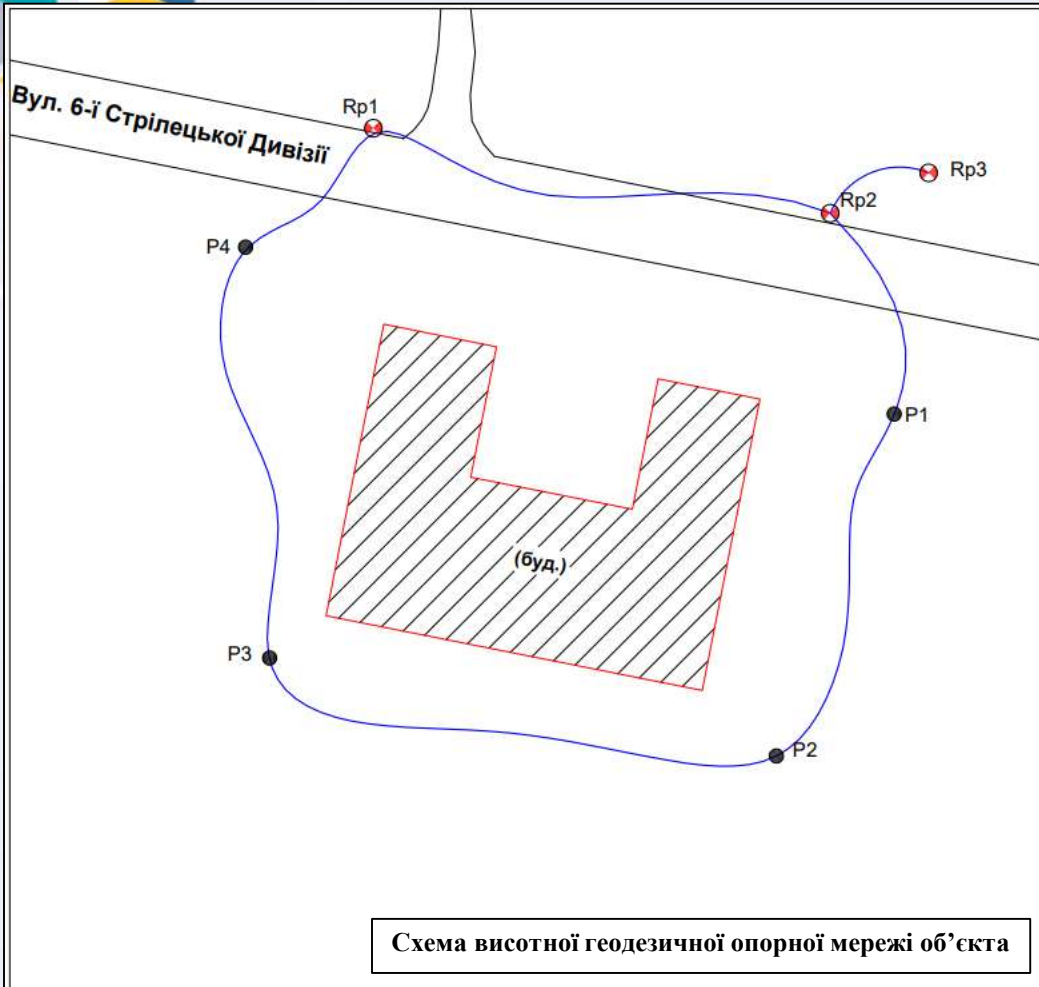 Вул. 6-ї Стрілецької Дивізії
Rp1
Rp3
Rp2
P4
P1
(буд.)
P3
P2
Схема висотної геодезичної опорної мережі об’єкта